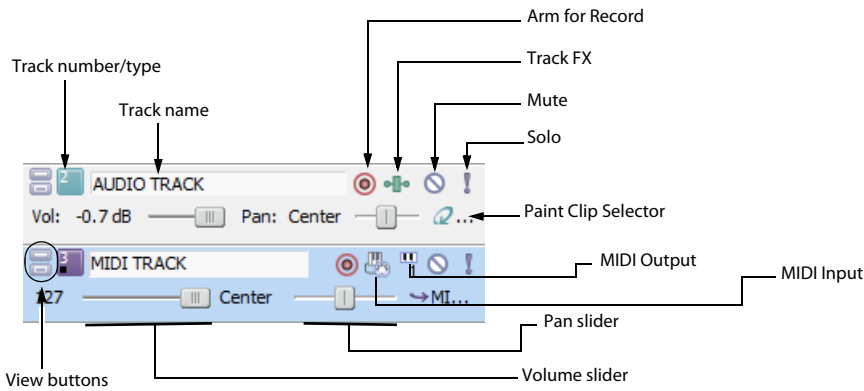 Arm for Record
Track number/type
Track FX
Track name
Mute
Solo
2
AUDIO TRACK
Vol: -0.7 dB Pan: Center ...
Paint Clip Selector
3
MIDI TRACK
MIDI Output
MIDI Input
Center MI...
Pan slider
View buttons
Volume slider